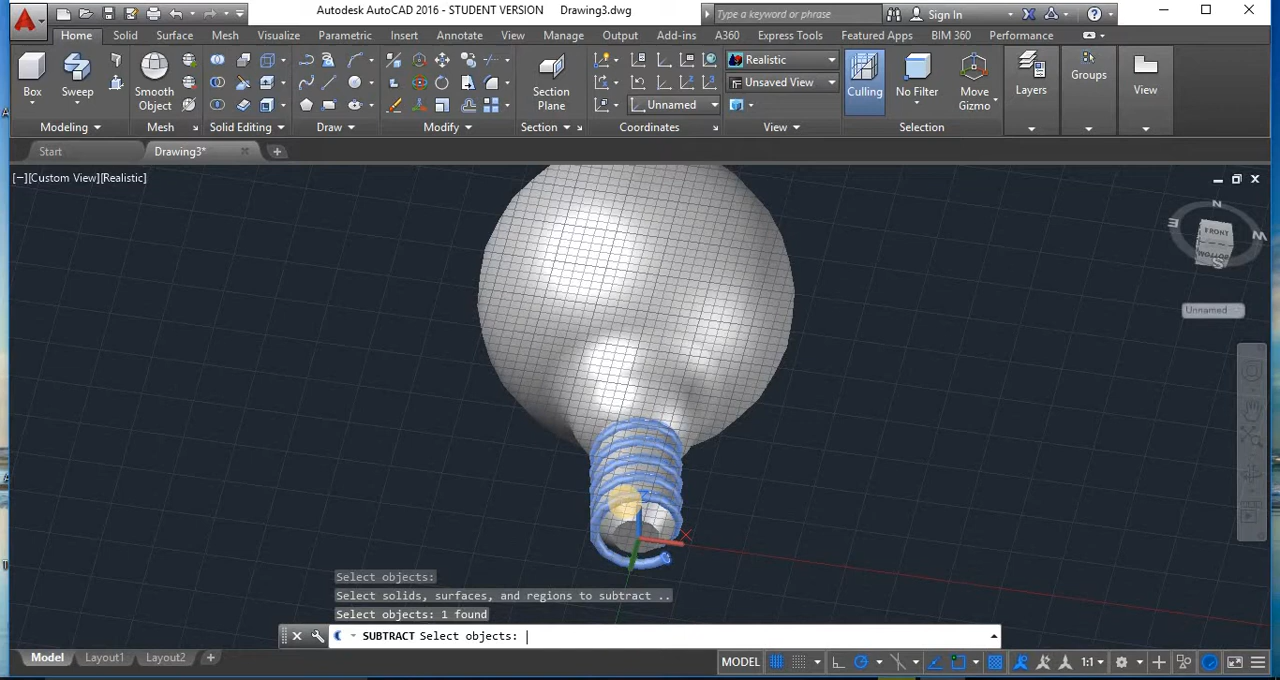 Autodesk AutoCAD 2016 - STUDENT VERSION Drawing3.dwg
Type a keyword or phrase
Sign In
Home Solid Surface Mesh Visualize Parametric Insert Annotate View Manage Output Add-ins A360 Express Tools Featured Apps BIM 360 Performance
Box
Sweep
Smooth Object
Section Plane
Realistic
Unsaved View
Unnamed
Culling
No Filter
Move Gizmo
Layers
Groups
View
Modeling Mesh Solid Editing Draw Modify Section Coordinates View Selection
Start Drawing3*
[−][Custom View][Realistic]
N
E
W
FRONT
BOTTOM
S
Unnamed
Select objects:
Select solids, surfaces, and regions to subtract ..
Select objects: 1 found
SUBTRACT Select objects:
Model Layout1 Layout2
MODEL 1:1